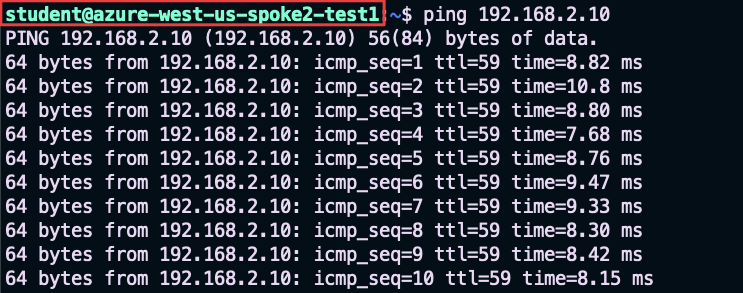 student@azure-west-us-spoke2-test1:~$ ping 192.168.2.10
PING 192.168.2.10 (192.168.2.10) 56(84) bytes of data.
64 bytes from 192.168.2.10: icmp_seq=1 ttl=59 time=8.82 ms
64 bytes from 192.168.2.10: icmp_seq=2 ttl=59 time=10.8 ms
64 bytes from 192.168.2.10: icmp_seq=3 ttl=59 time=8.80 ms
64 bytes from 192.168.2.10: icmp_seq=4 ttl=59 time=7.68 ms
64 bytes from 192.168.2.10: icmp_seq=5 ttl=59 time=8.76 ms
64 bytes from 192.168.2.10: icmp_seq=6 ttl=59 time=9.47 ms
64 bytes from 192.168.2.10: icmp_seq=7 ttl=59 time=9.33 ms
64 bytes from 192.168.2.10: icmp_seq=8 ttl=59 time=8.30 ms
64 bytes from 192.168.2.10: icmp_seq=9 ttl=59 time=8.42 ms
64 bytes from 192.168.2.10: icmp_seq=10 ttl=59 time=8.15 ms